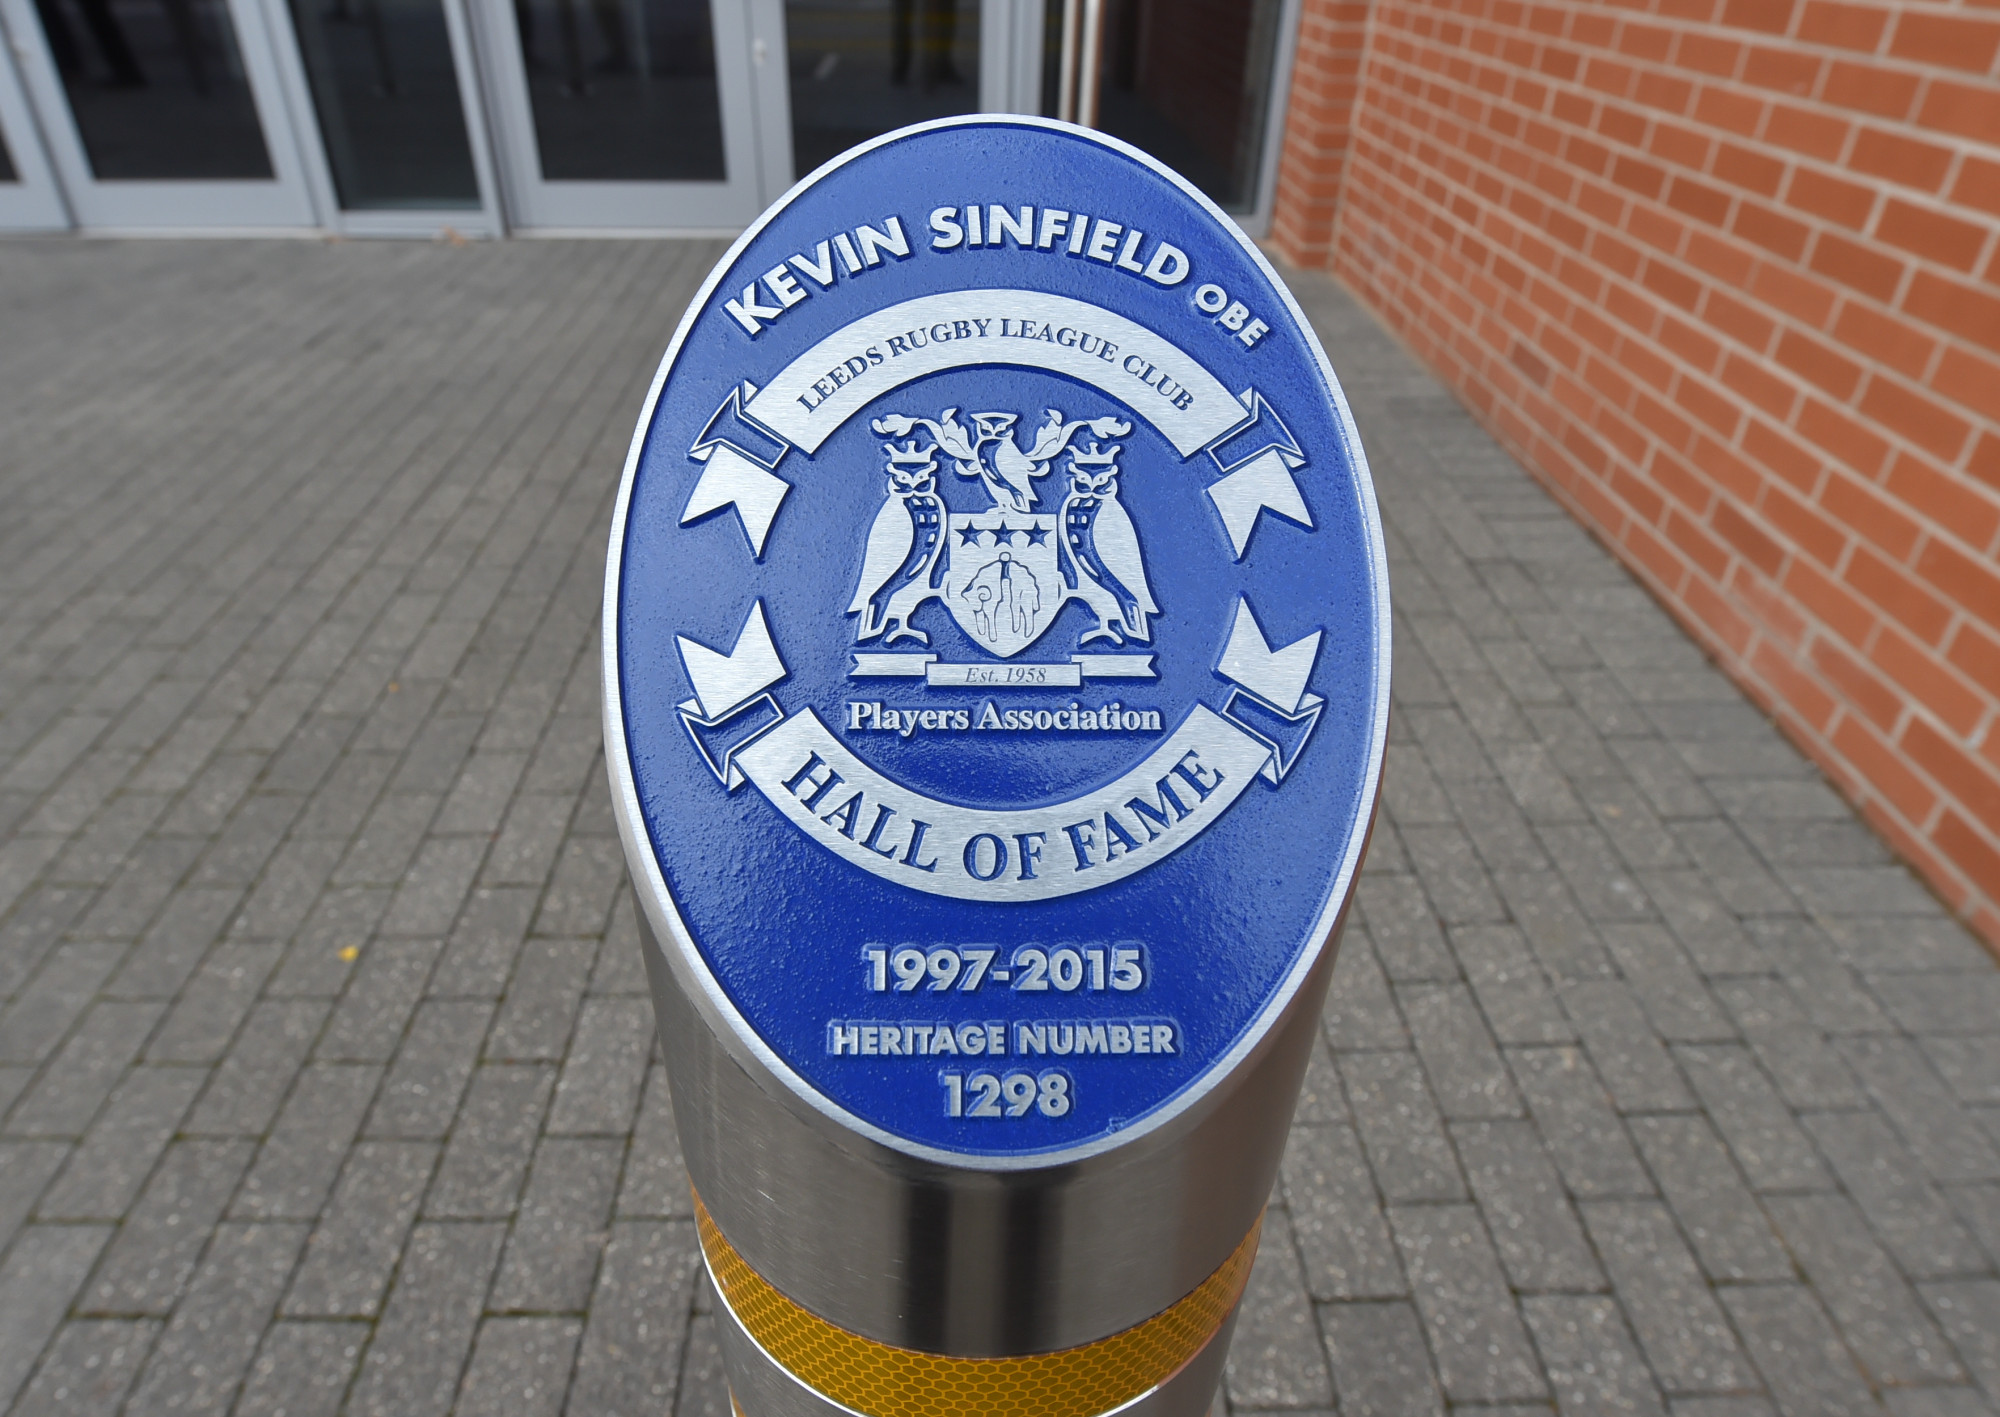 KEVIN SINFIELD OBE
LEEDS RUGBY LEAGUE CLUB
Est. 1958
Players Association
HALL OF FAME
1997-2015
HERITAGE NUMBER
1298